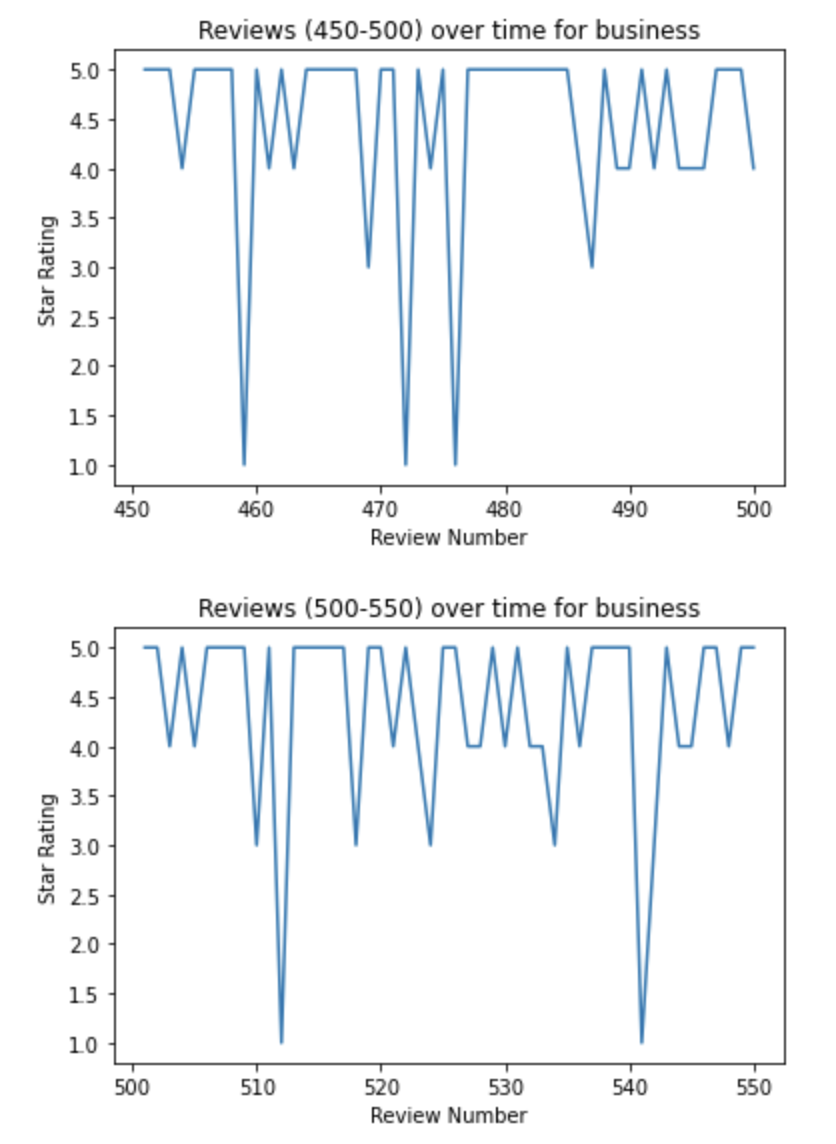 Reviews (450-500) over time for business
5.0
4.5
4.0
3.5
3.0
2.5
2.0
1.5
1.0
Star Rating
450 460 470 480 490 500
Review Number
Reviews (500-550) over time for business
5.0
4.5
4.0
3.5
3.0
2.5
2.0
1.5
1.0
Star Rating
500 510 520 530 540 550
Review Number